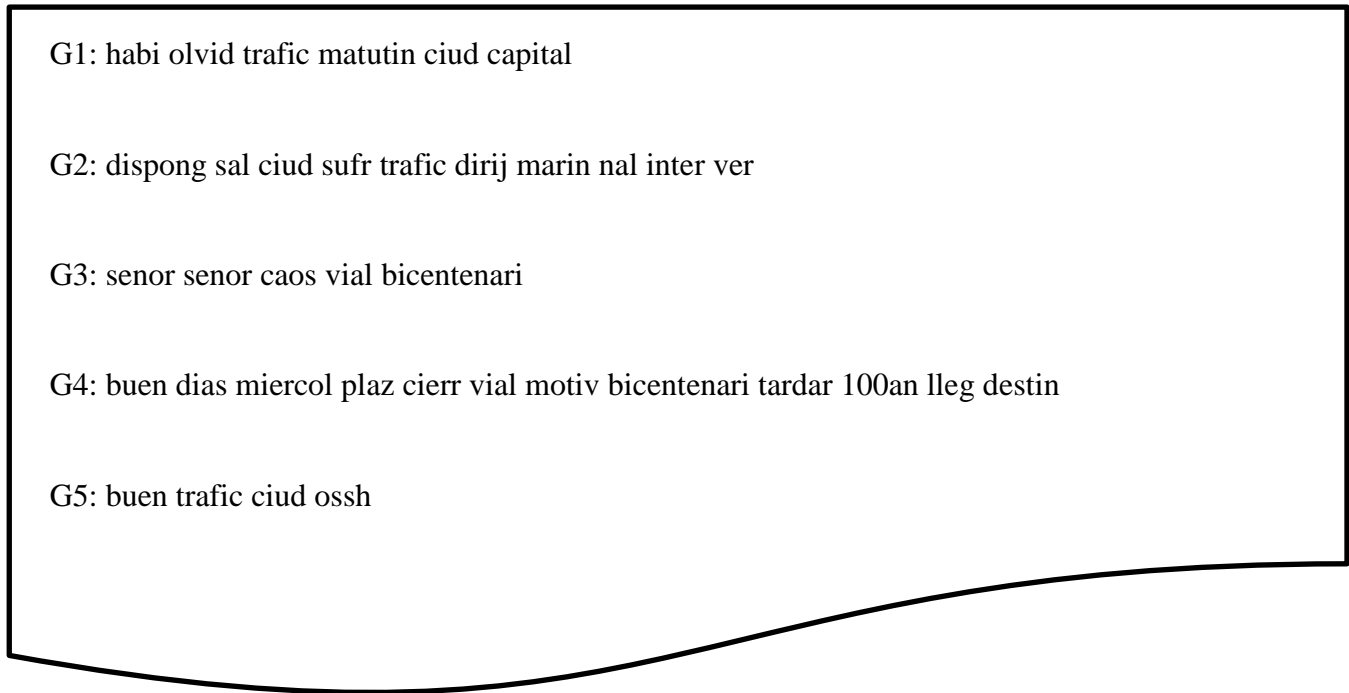 G1: habi olvid trafic matutin ciud capital
G2: dispong sal ciud sufr trafic dirij marin nal inter ver
G3: senor senor caos vial bicentenari
G4: buen dias miercol plaz cierr vial motiv bicentenari tardar 100an lleg destin
G5: buen trafic ciud ossh